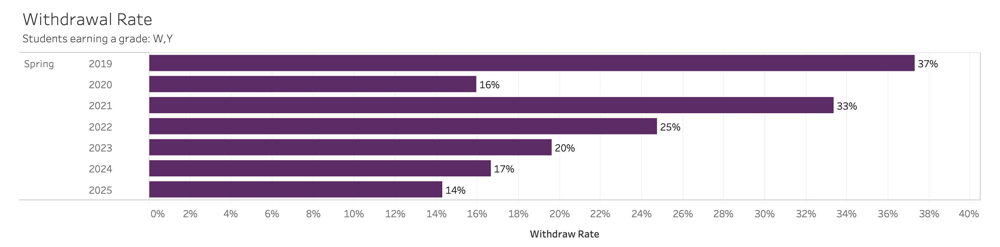 Withdrawal Rate
Students earning a grade: W,Y
Spring 2019 37%
2020 16%
2021 33%
2022 25%
2023 20%
2024 17%
2025 14%
0% 2% 4% 6% 8% 10% 12% 14% 16% 18% 20% 22% 24% 26% 28% 30% 32% 34% 36% 38% 40%
Withdraw Rate